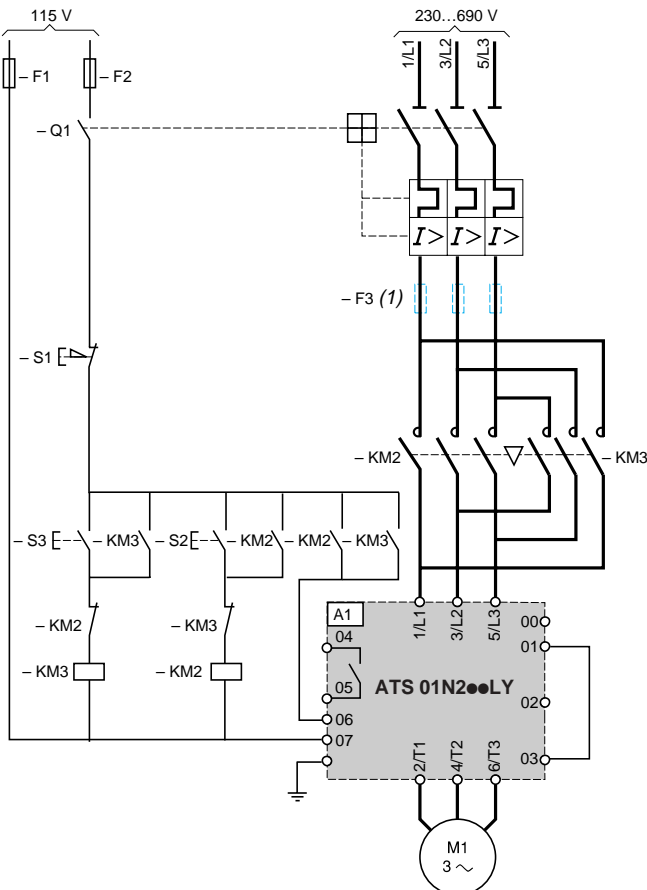 115 V
230…690 V
1/L1
3/L2
5/L3
– F1
– F2
– Q1
I>
I>
I>
– F3 (1)
– S1
– KM2
– KM3
– S3
– KM3
– S2
– KM2
– KM2
– KM3
– KM2
– KM3
– KM3
– KM2
A1
1/L1
3/L2
5/L3
00
04
01
05
ATS 01N2●●LY
02
06
07
2/T1
4/T2
6/T3
03
M1
3 ~